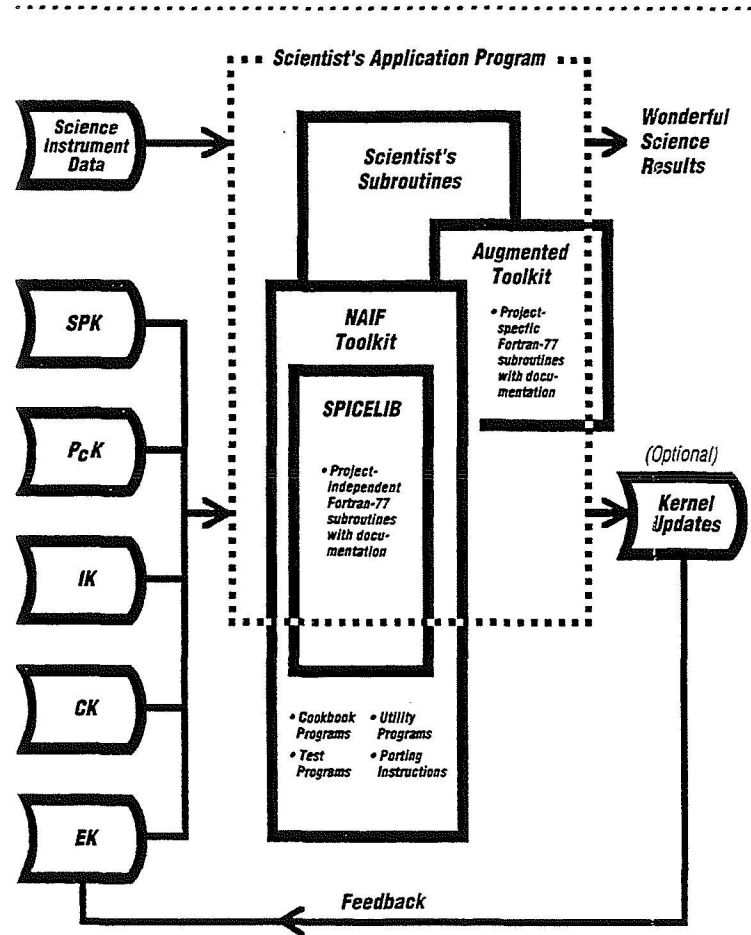 Scientist's Application Program
Science
Instrument
Data
Wonderful
Science
Results
Scientist's
Subroutines
Augmented
Toolkit
• Project-
specfic
Fortran-77
subroutines
with docu-
mentation
SPK
NAIF
Toolkit
SPICELIB
• Project-
independent
Fortran-77
subroutines
with docu-
mentation
PcK
(Optional)
Kernel
Updates
IK
CK
• Cookbook
Programs
• Utility
Programs
• Test
Programs
• Porting
Instructions
EK
Feedback